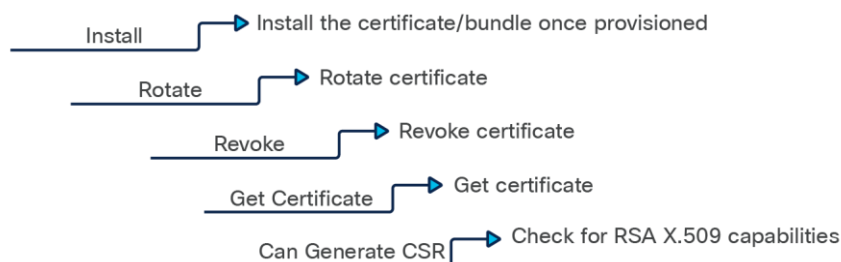 Install
Install the certificate/bundle once provisioned
Rotate
Rotate certificate
Revoke
Revoke certificate
Get Certificate
Get certificate
Can Generate CSR
Check for RSA X.509 capabilities